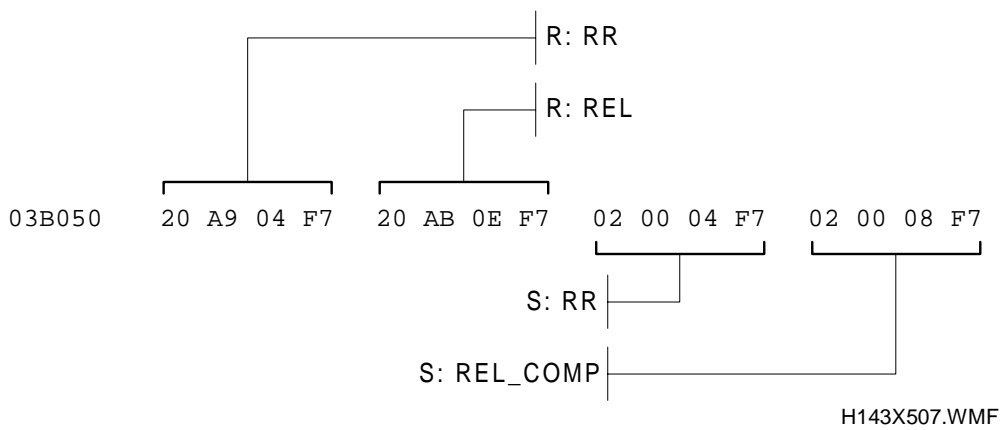 R: RR
R: REL
03B050 20 A9 04 F7 20 AB 0E F7 02 00 04 F7 02 00 08 F7
S: RR
S: REL_COMP
H143X507.WMF